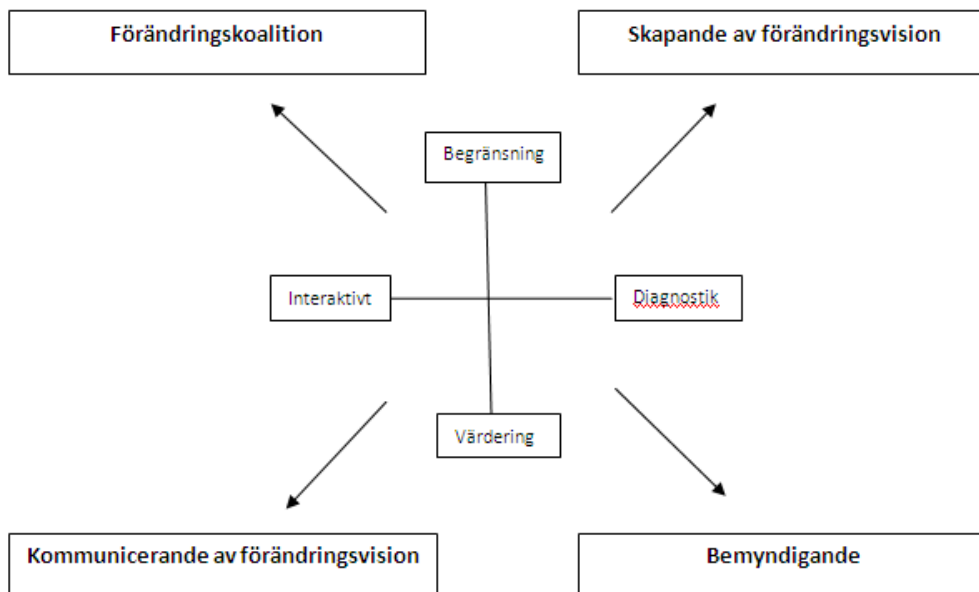 Förändringskoalition
Skapande av förändringsvision
Begränsning
Interaktivt
Diagnostik
Värdering
Kommunicerande av förändringsvision
Bemyndigande